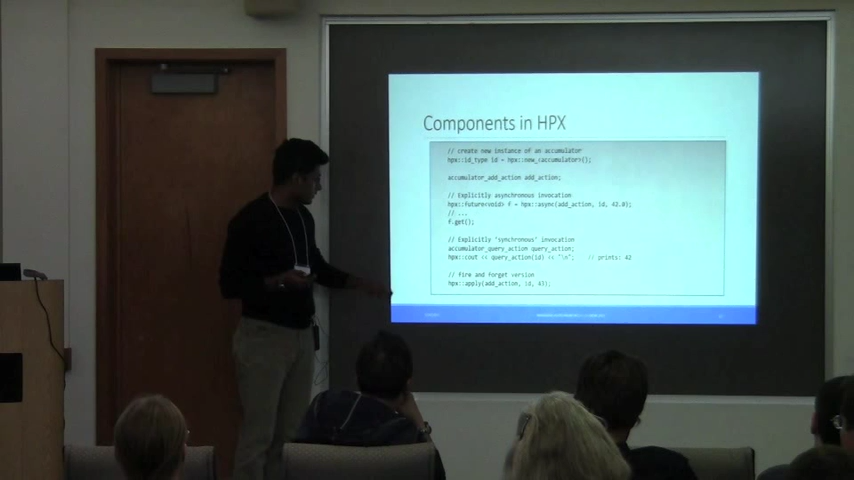 Components in HPX
// create new instance of an accumulator
hpx::id_type id = hpx::new_<accumulator>();
accumulator_add_action add_action;
// Explicitly asynchronous invocation
hpx::future<void> f = hpx::async(add_action, id, 42.0);
// ...
f.get();
// Explicitly 'synchronous' invocation
accumulator_query_action query_action;
hpx::cout << query_action(id) << "\n"; // prints: 42
// Fire and forget version
hpx::apply(add_action, id, 43);